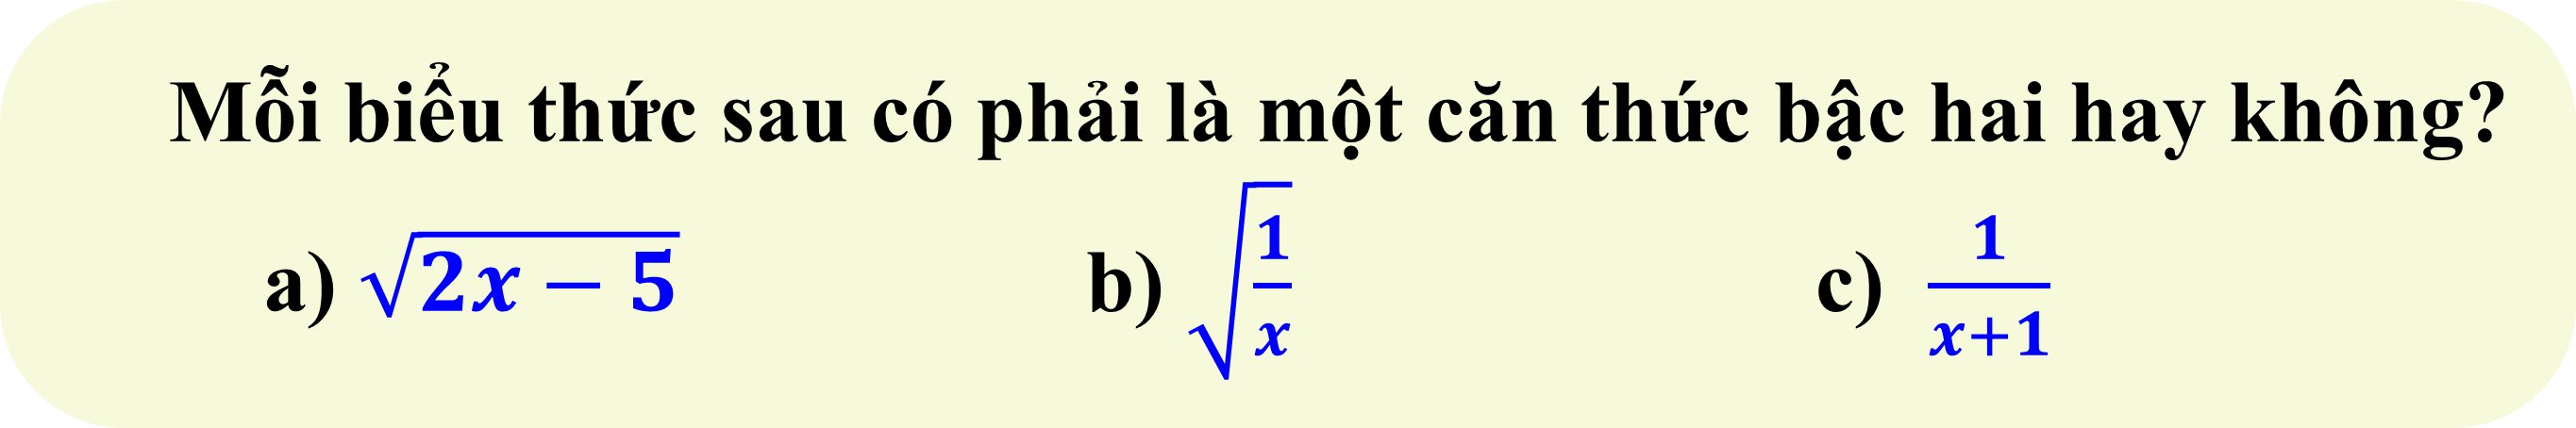 Mỗi biểu thức sau có phải là một căn thức bậc hai hay không?
a) √(2x − 5) b) √(1/x) c) 1/(x+1)